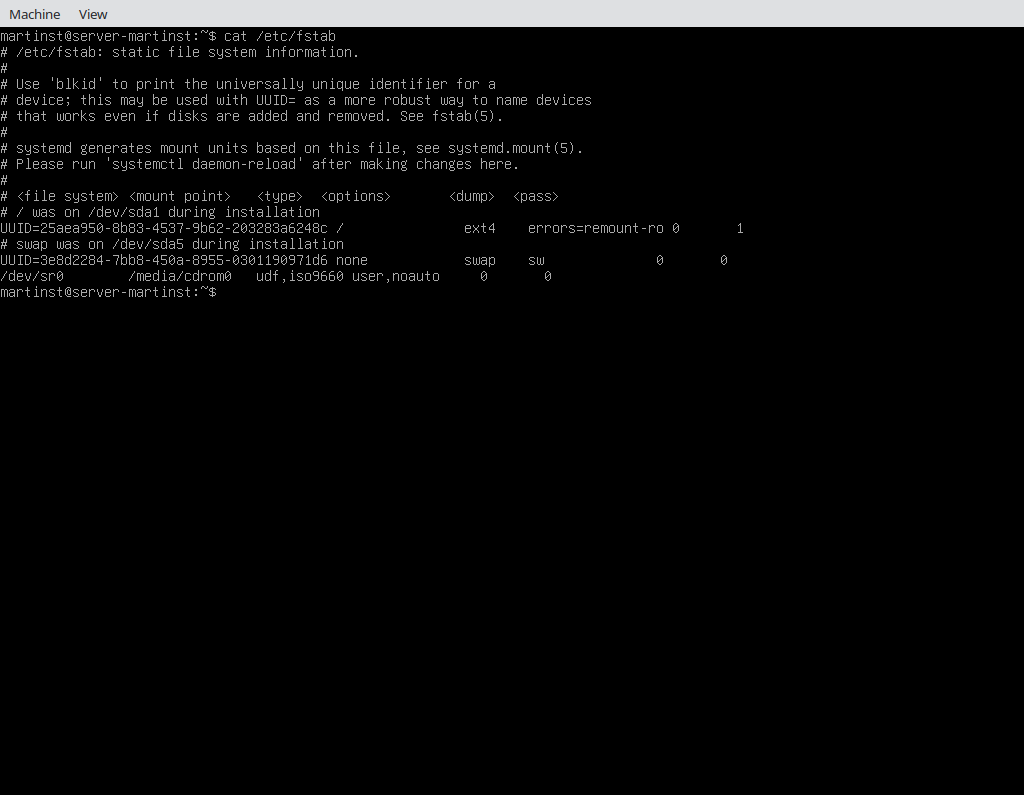 Machine View
martinst@server-martinst:~$ cat /etc/fstab
# /etc/fstab: static file system information.
#
# Use 'blkid' to print the universally unique identifier for a
# device; this may be used with UUID= as a more robust way to name devices
# that works even if disks are added and removed. See fstab(5).
#
# systemd generates mount units based on this file, see systemd.mount(5).
# Please run 'systemctl daemon-reload' after making changes here.
#
# <file system> <mount point>   <type>  <options>       <dump>  <pass>
# / was on /dev/sda1 during installation
UUID=25aea950-8b83-4537-9b62-203283a6248c /               ext4    errors=remount-ro 0       1
# swap was on /dev/sda5 during installation
UUID=3e8d2284-7bb8-450a-8955-0301190971d6 none            swap    sw              0       0
/dev/sr0        /media/cdrom0   udf,iso9660 user,noauto     0       0
martinst@server-martinst:~$